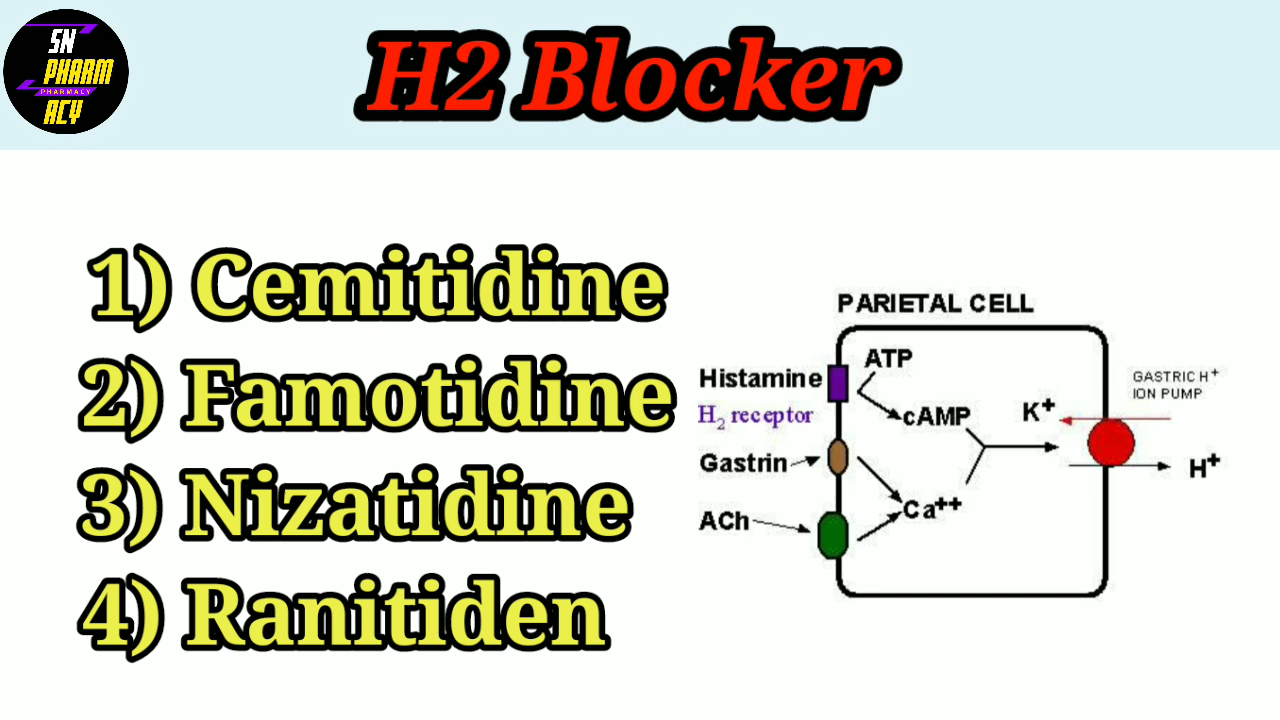 SN
PHARM
PHARMACY
ACY
H2 Blocker
1) Cemitidine
2) Famotidine
3) Nizatidine
4) Ranitiden
PARIETAL CELL
ATP
Histamine
H₂ receptor
cAMP
K⁺
GASTRIC H⁺
ION PUMP
Gastrin
H⁺
ACh
Ca⁺⁺